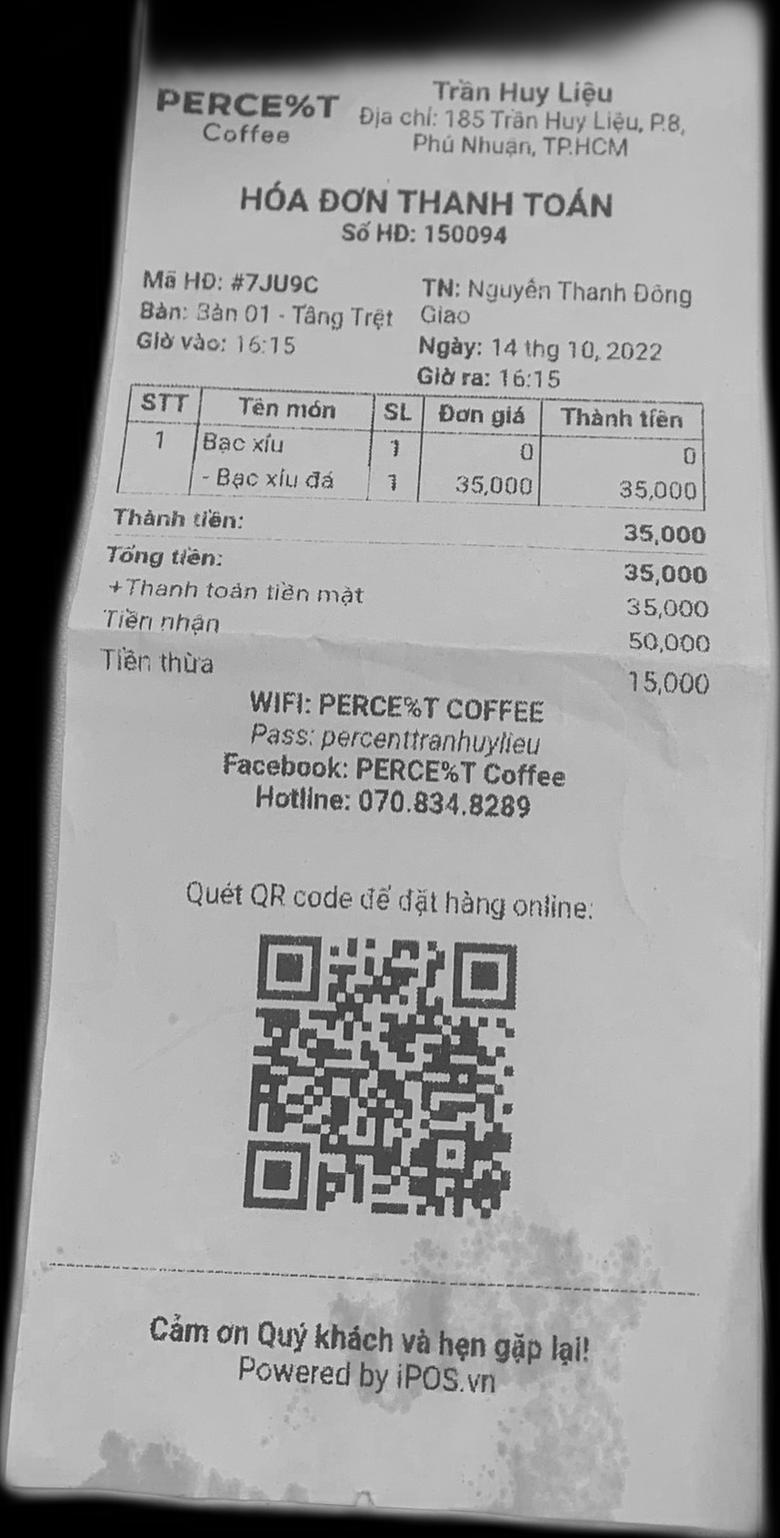 PERCE%T
Coffee
Trần Huy Liệu
Địa chỉ: 185 Trần Huy Liệu, P.8,
Phú Nhuận, TP.HCM
HÓA ĐƠN THANH TOÁN
Số HĐ: 150094
Mã HĐ: #7JU9C
TN: Nguyễn Thanh Đông
Giao
Bàn: Bàn 01 - Tầng Trệt
Ngày: 14 thg 10, 2022
Giờ vào: 16:15
Giờ ra: 16:15
STT Tên món SL Đơn giá Thành tiền
1 Bạc xíu 1 0 0
- Bạc xíu đá 1 35,000 35,000
Thành tiền: 35,000
Tổng tiền: 35,000
+Thanh toán tiền mặt 35,000
Tiền nhận 50,000
Tiền thừa 15,000
WIFI: PERCE%T COFFEE
Pass: percenttranhuylieu
Facebook: PERCE%T Coffee
Hotline: 070.834.8289
Quét QR code để đặt hàng online:
Cảm ơn Quý khách và hẹn gặp lại!
Powered by iPOS.vn